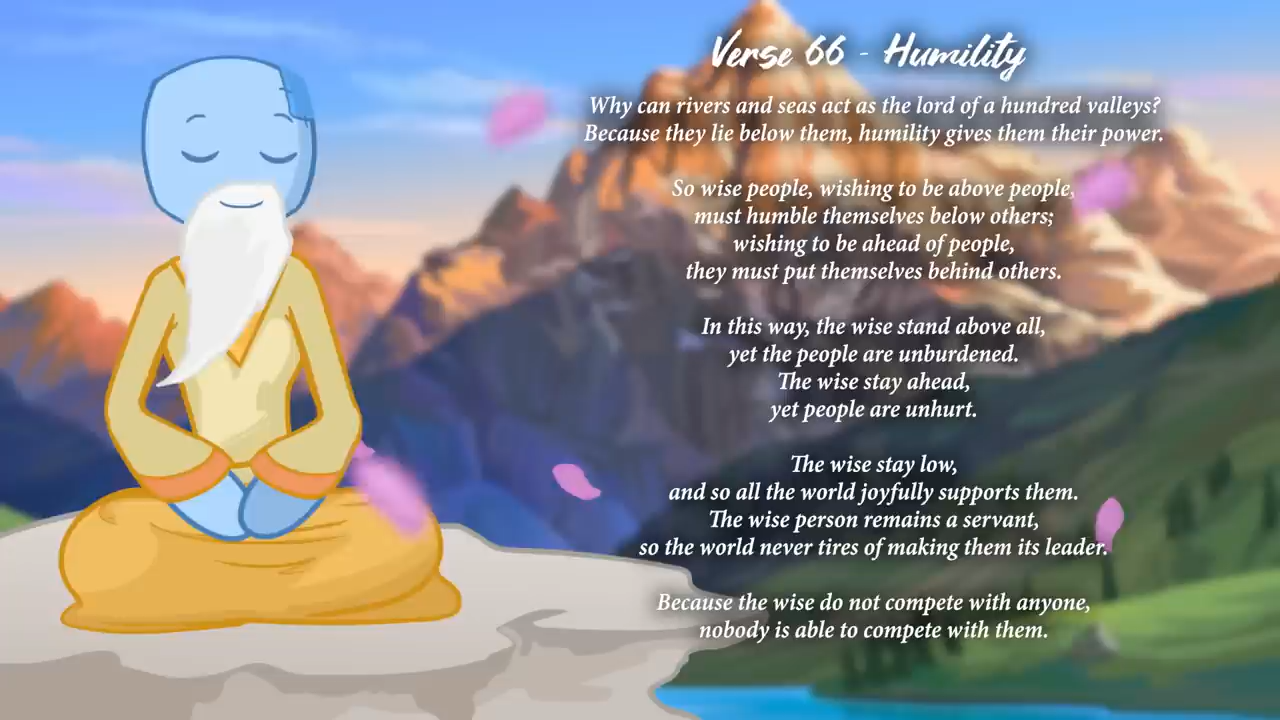 Verse 66 - Humility
Why can rivers and seas act as the lord of a hundred valleys?
Because they lie below them, humility gives them their power.
So wise people, wishing to be above people,
must humble themselves below others;
wishing to be ahead of people,
they must put themselves behind others.
In this way, the wise stand above all,
yet the people are unburdened.
The wise stay ahead,
yet people are unhurt.
The wise stay low,
and so all the world joyfully supports them.
The wise person remains a servant,
so the world never tires of making them its leader.
Because the wise do not compete with anyone,
nobody is able to compete with them.